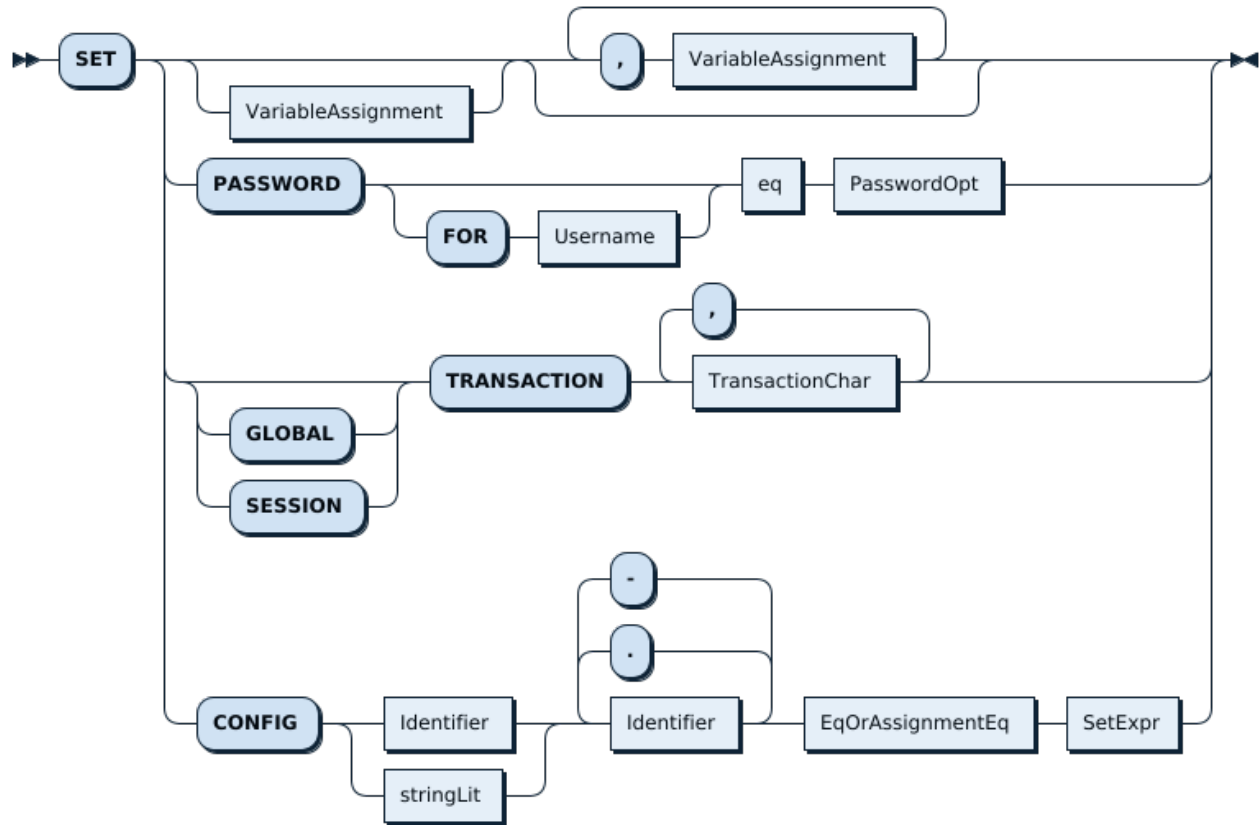 SET , VariableAssignment
VariableAssignment
PASSWORD eq PasswordOpt
FOR Username
,
TRANSACTION TransactionChar
GLOBAL
SESSION
-
.
CONFIG Identifier Identifier EqOrAssignmentEq SetExpr
stringLit